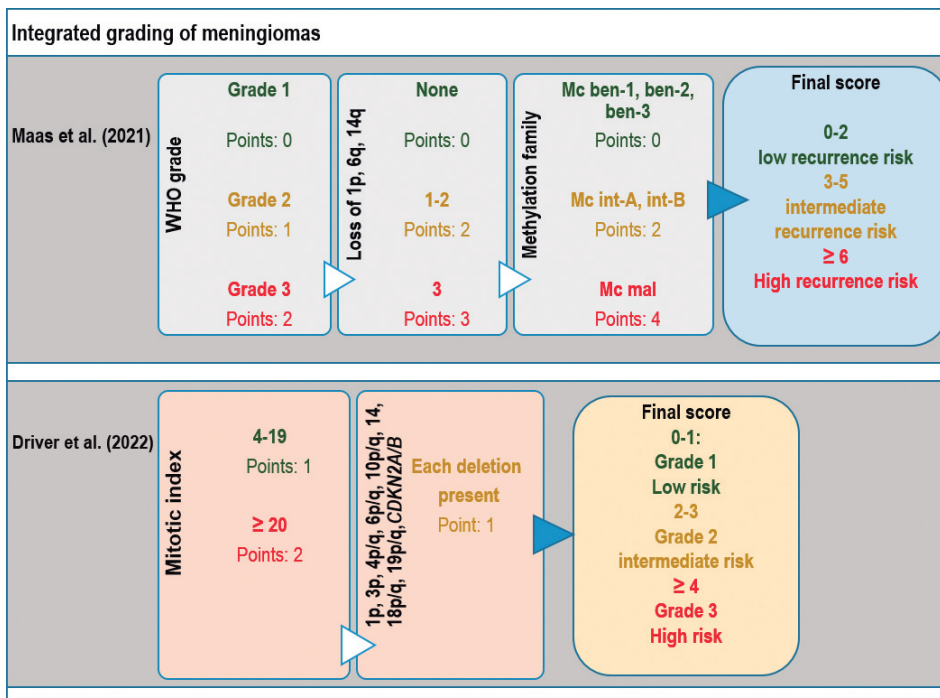 Integrated grading of meningiomas
Maas et al. (2021)
WHO grade
Grade 1
Points: 0
Grade 2
Points: 1
Grade 3
Points: 2
Loss of 1p, 6q, 14q
None
Points: 0
1-2
Points: 2
3
Points: 3
Methylation family
Mc ben-1, ben-2,
ben-3
Points: 0
Mc int-A, int-B
Points: 2
Mc mal
Points: 4
Final score
0-2
low recurrence risk
3-5
intermediate
recurrence risk
≥ 6
High recurrence risk
Driver et al. (2022)
Mitotic index
4-19
Points: 1
≥ 20
Points: 2
1p, 3p, 4p/q, 6p/q, 10p/q, 14,
18p/q, 19p/q,CDKN2A/B
Each deletion
present
Point: 1
Final score
0-1:
Grade 1
Low risk
2-3
Grade 2
intermediate risk
≥ 4
Grade 3
High risk